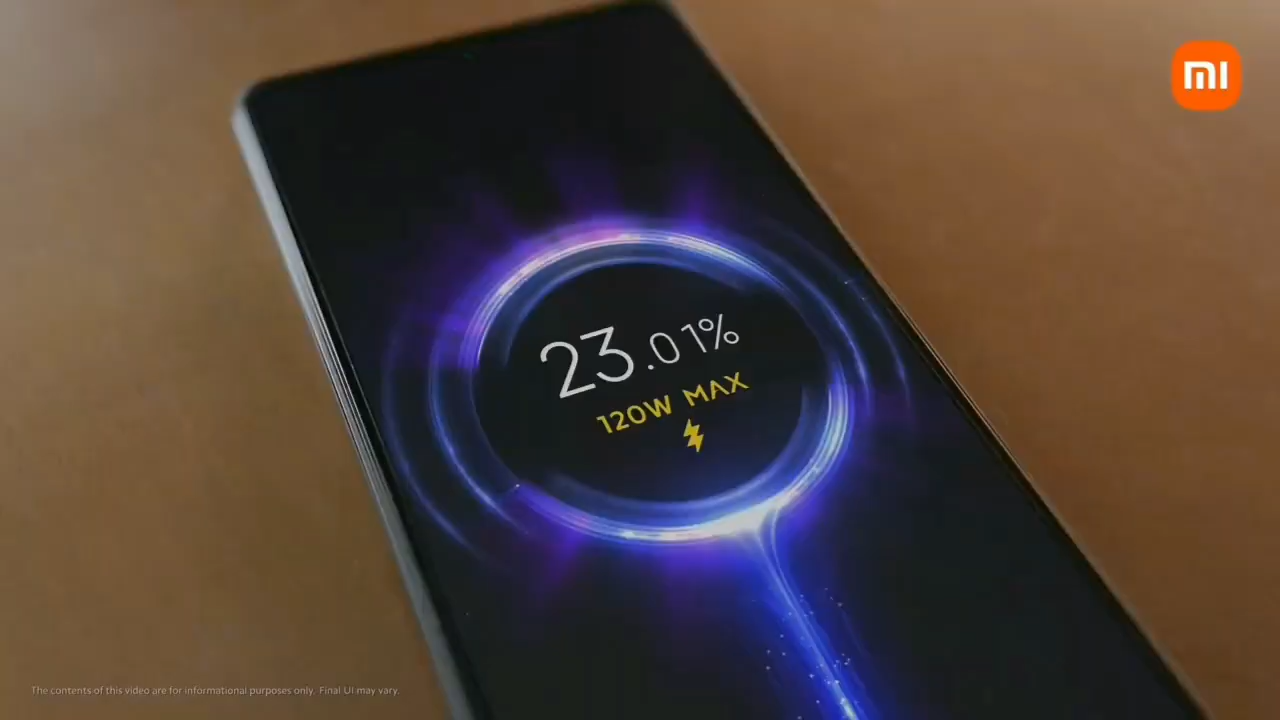 mi
23.01%
120W MAX
The contents of this video are for informational purposes only. Final UI may vary.